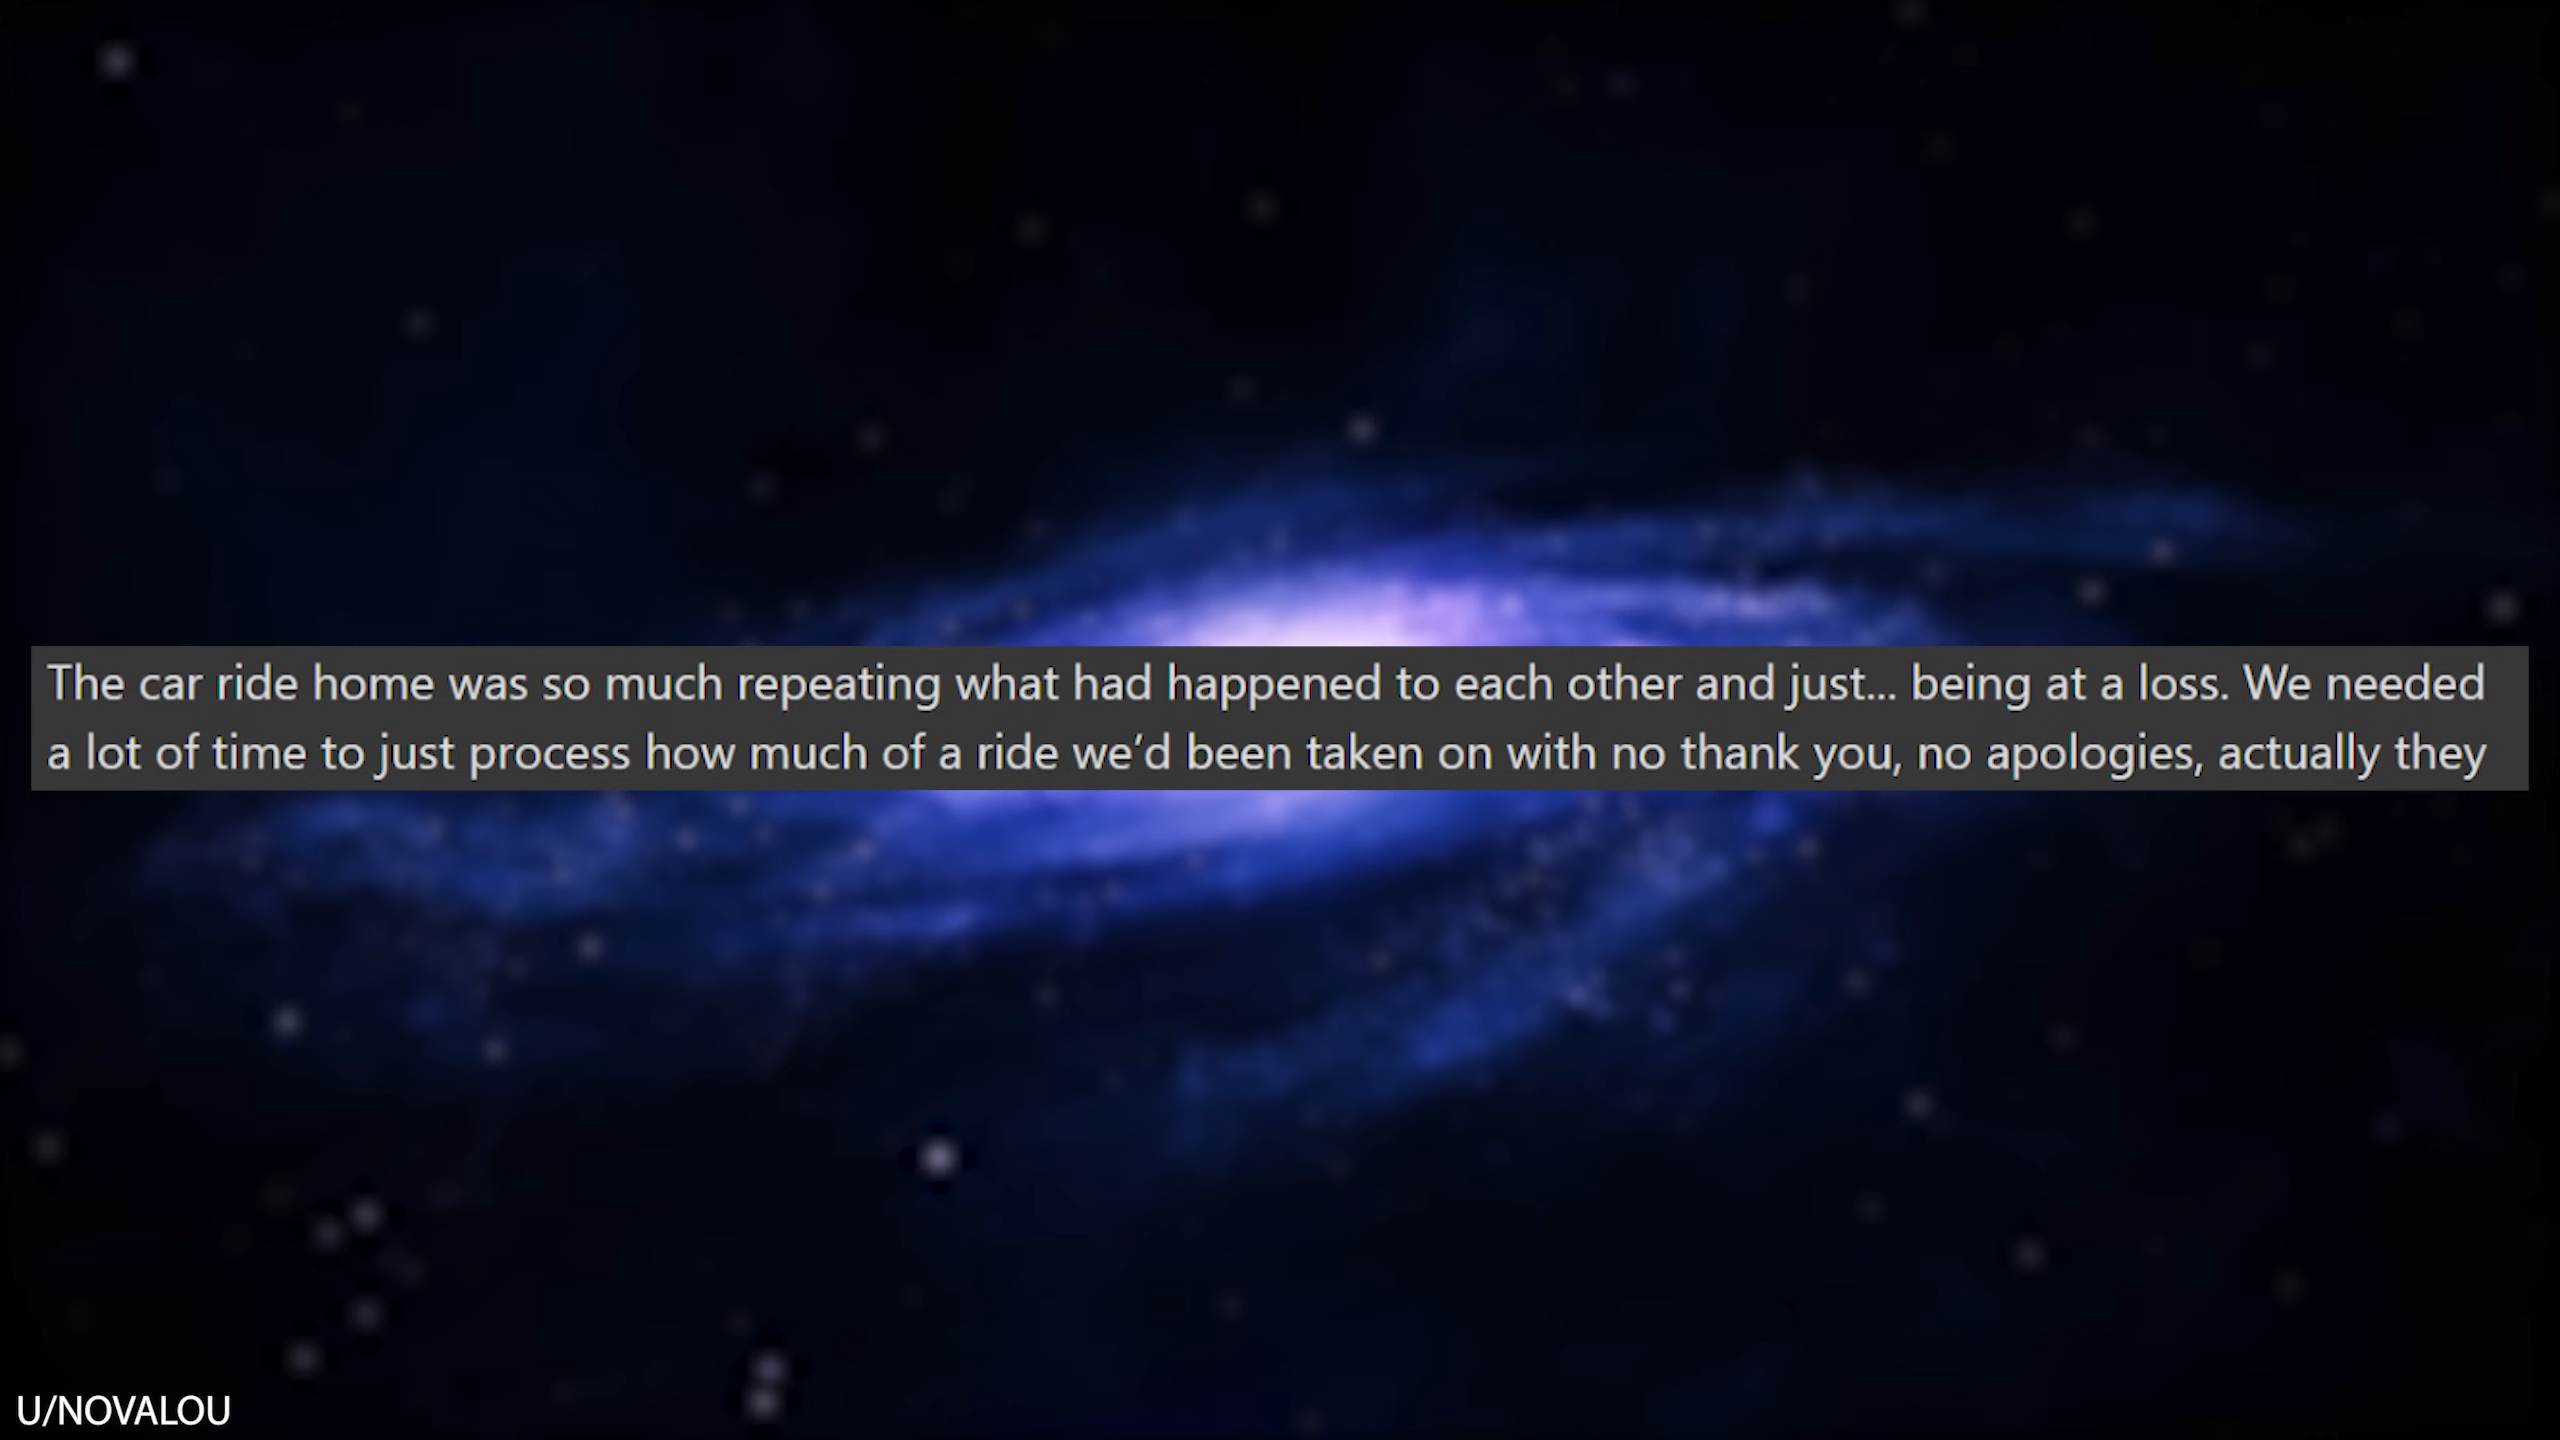 The car ride home was so much repeating what had happened to each other and just... being at a loss. We needed
a lot of time to just process how much of a ride we’d been taken on with no thank you, no apologies, actually they
U/NOVALOU